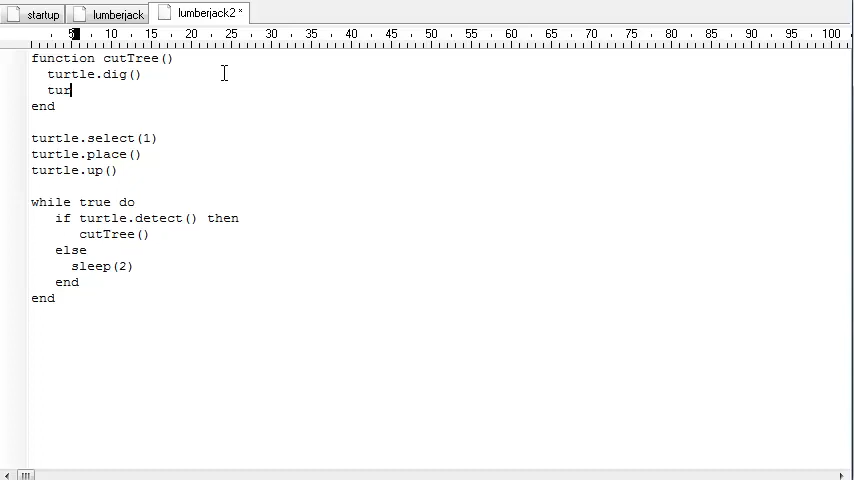 startup lumberjack lumberjack2 *
5 10 15 20 25 30 35 40 45 50 55 60 65 70 75 80 85 90 95 100
function cutTree()
turtle.dig()
tur
end
turtle.select(1)
turtle.place()
turtle.up()
while true do
if turtle.detect() then
cutTree()
else
sleep(2)
end
end